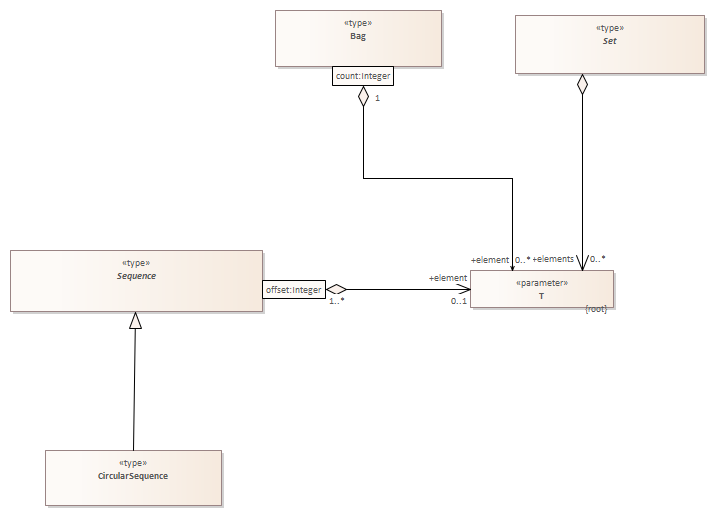 «type»
Bag
count:Integer
1
«type»
Set
+element
0..*
+elements
0..*
«type»
Sequence
offset:Integer
1..*
+element
0..1
«parameter»
T
{root}
«type»
CircularSequence